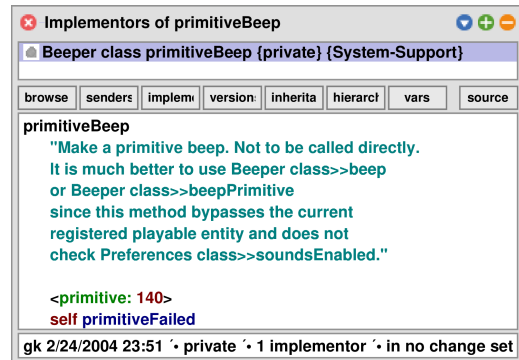 Implementors of primitiveBeep
Beeper class primitiveBeep {private} {System-Support}
browse senders implem version inherita hierarch vars source
primitiveBeep
"Make a primitive beep. Not to be called directly.
It is much better to use Beeper class>>beep
or Beeper class>>beepPrimitive
since this method bypasses the current
registered playable entity and does not
check Preferences class>>soundsEnabled."
<primitive: 140>
self primitiveFailed
gk 2/24/2004 23:51 ´• private ´• 1 implementor ´• in no change set